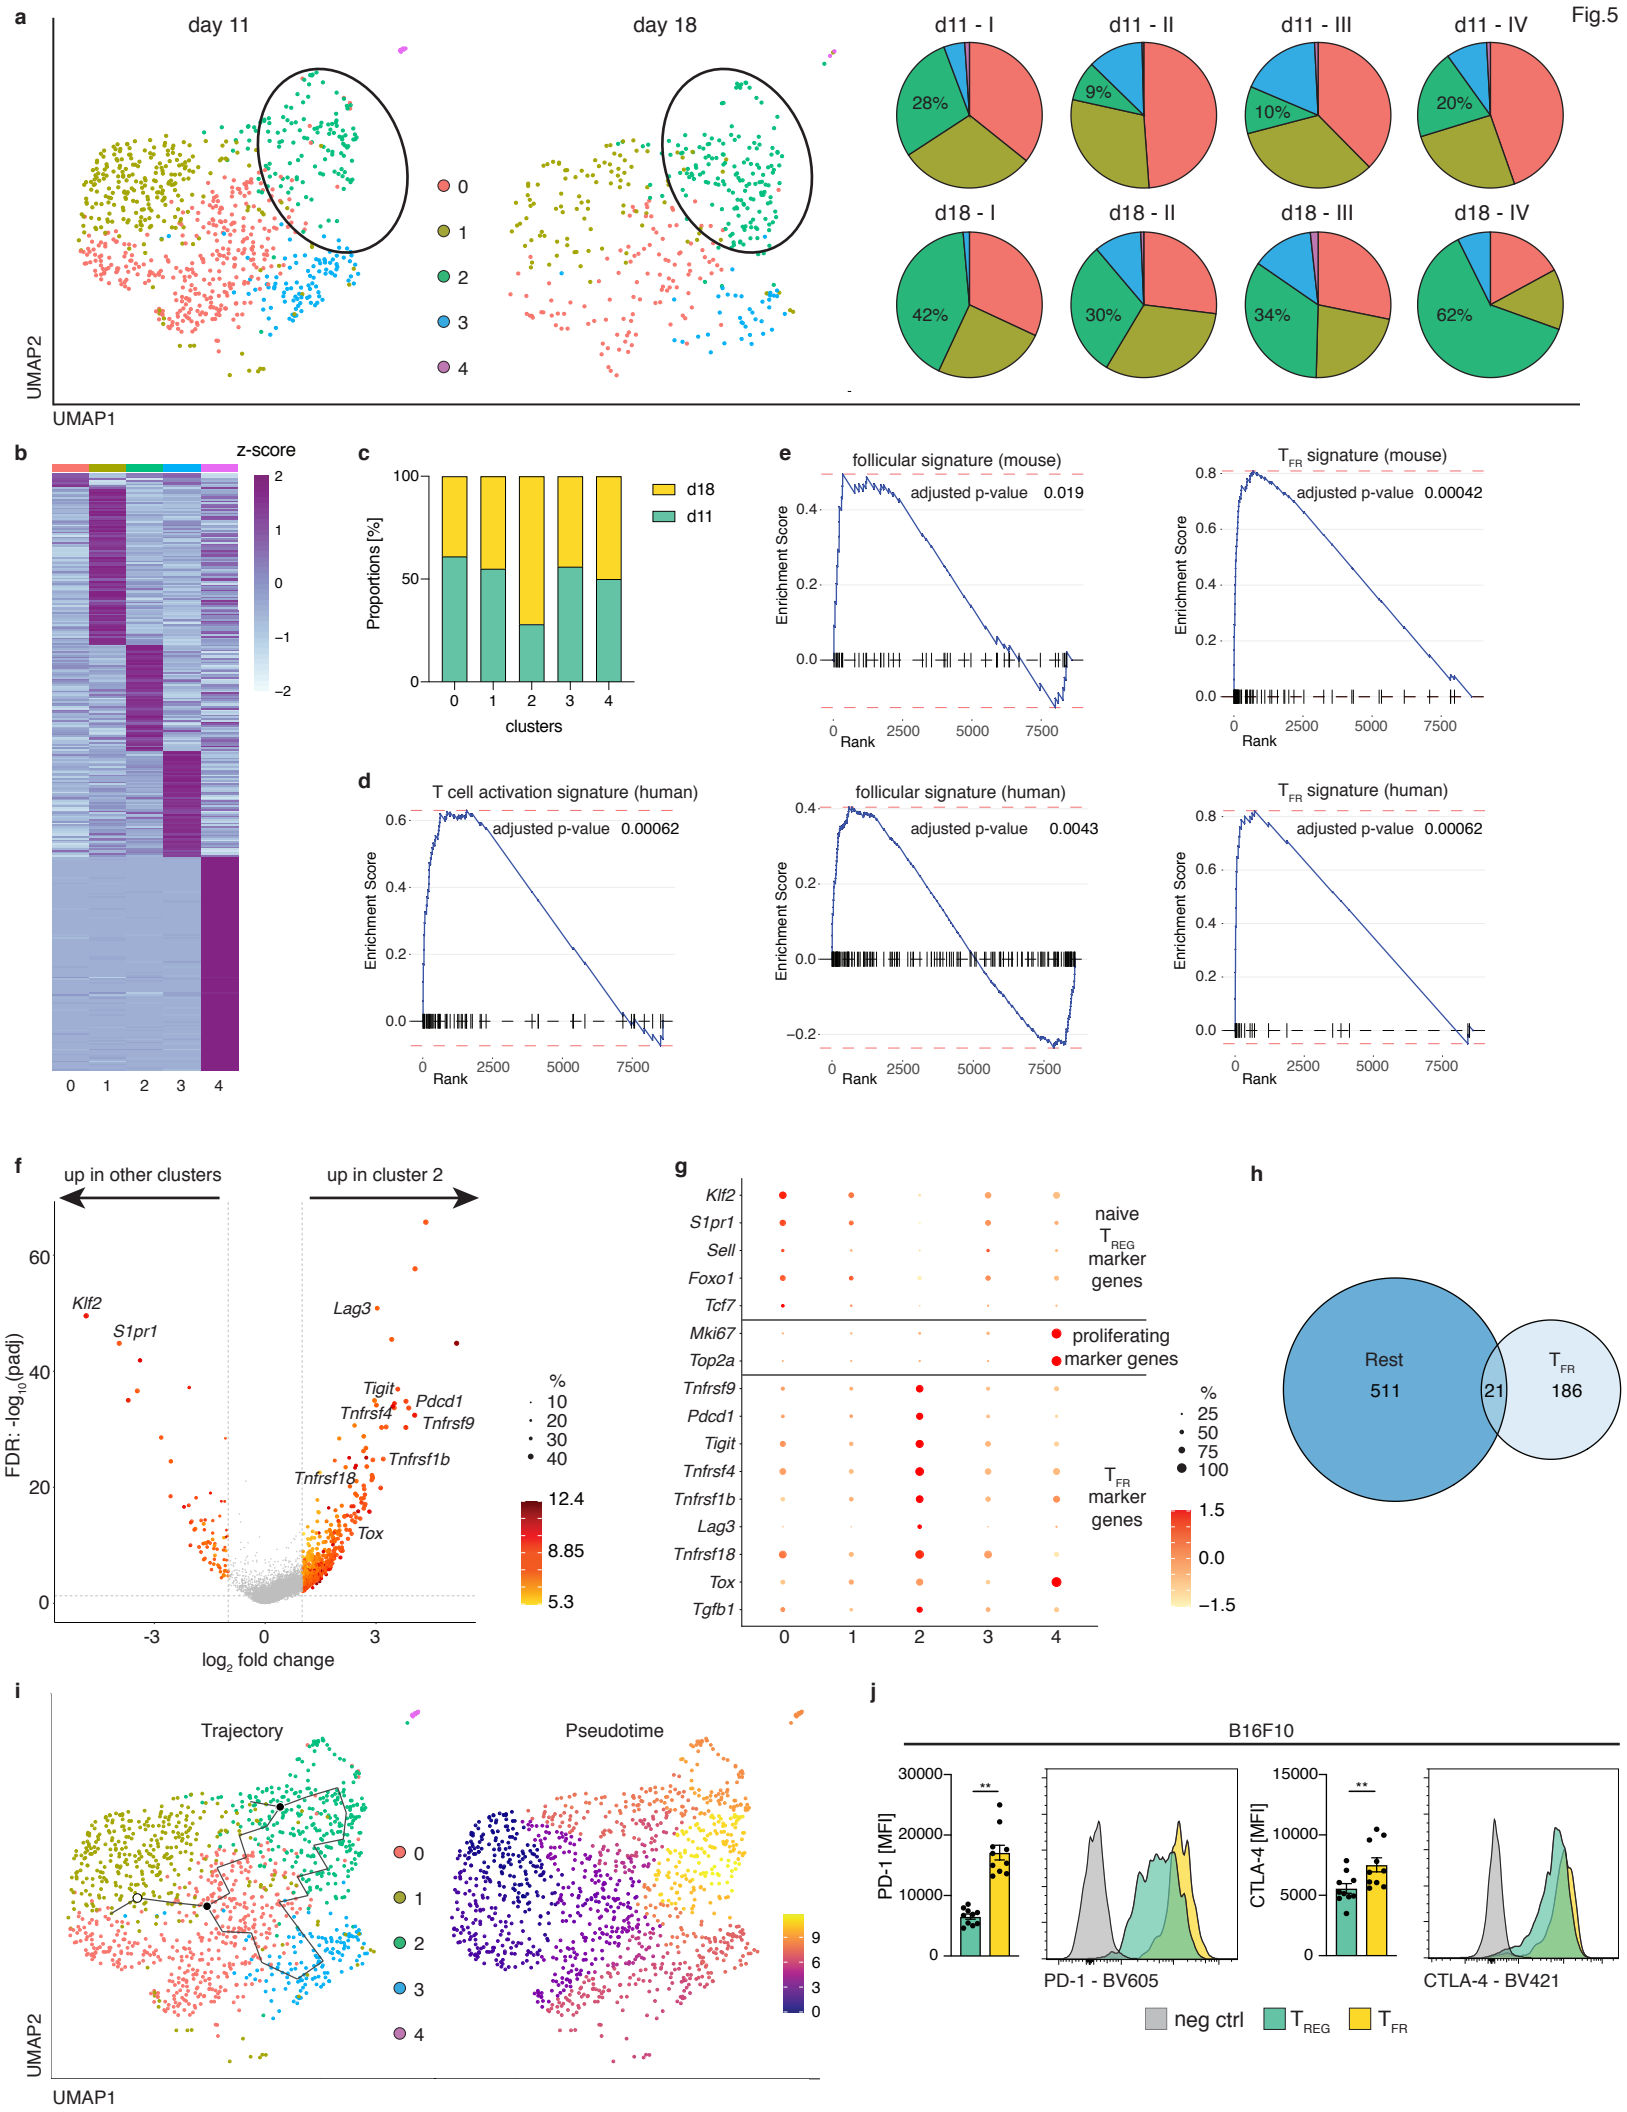 Fig.5
a
day 11
day 18
d11 - I
d11 - II
d11 - III
d11 - IV
28%
9%
10%
20%
0
1
2
3
4
d18 - I
d18 - II
d18 - III
d18 - IV
42%
30%
34%
62%
UMAP2
UMAP1
b
z-score
2
1
0
−1
−2
0 1 2 3 4
c
100
50
0
Proportions [%]
0 1 2 3 4
clusters
d18
d11
d
T cell activation signature (human)
adjusted p-value 0.00062
Enrichment Score
0.6
0.4
0.2
0.0
0 2500 5000 7500
Rank
e
follicular signature (mouse)
adjusted p-value 0.019
Enrichment Score
0.4
0.2
0.0
0 2500 5000 7500
Rank
TFR signature (mouse)
adjusted p-value 0.00042
Enrichment Score
0.8
0.6
0.4
0.2
0.0
0 2500 5000 7500
Rank
follicular signature (human)
adjusted p-value 0.0043
Enrichment Score
0.4
0.2
0.0
−0.2
0 2500 5000 7500
Rank
TFR signature (human)
adjusted p-value 0.00062
Enrichment Score
0.8
0.6
0.4
0.2
0.0
0 2500 5000 7500
Rank
f
up in other clusters
up in cluster 2
FDR: -log10(padj)
60
40
20
0
Klf2
S1pr1
Lag3
Tigit
Pdcd1
Tnfrsf4
Tnfrsf9
Tnfrsf1b
Tnfrsf18
Tox
-3 0 3
log2 fold change
%
10
20
30
40
12.4
8.85
5.3
g
Klf2
S1pr1
Sell
Foxo1
Tcf7
Mki67
Top2a
Tnfrsf9
Pdcd1
Tigit
Tnfrsf4
Tnfrsf1b
Lag3
Tnfrsf18
Tox
Tgfb1
0 1 2 3 4
naive
TREG
marker
genes
proliferating
marker genes
TFR
marker
genes
%
25
50
75
100
1.5
0.0
−1.5
h
Rest
511
21
TFR
186
i
Trajectory
Pseudotime
0
1
2
3
4
9
6
3
0
UMAP2
UMAP1
j
B16F10
PD-1 [MFI]
30000
20000
10000
0
**
PD-1 - BV605
CTLA-4 [MFI]
15000
10000
5000
0
**
CTLA-4 - BV421
neg ctrl
TREG
TFR